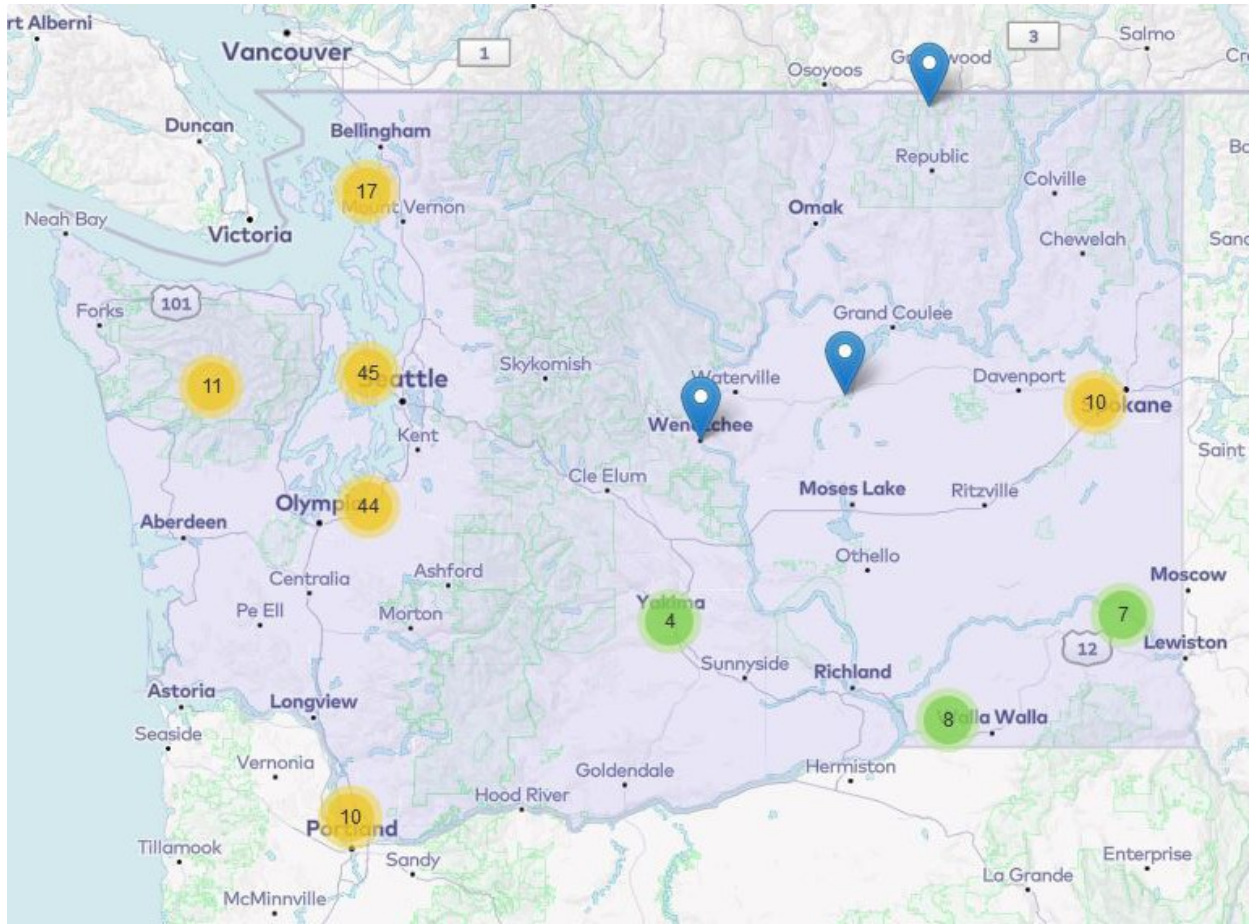 rt Alberni
Vancouver
1
3
Salmo
Cre
Osoyoos
Duncan
Bellingham
Republic
17
Mount Vernon
Colville
Neah Bay
Victoria
Omak
Chewelah
Sand
Forks
101
Grand Coulee
11
45
Seattle
Skykomish
Waterville
Davenport
10
Spokane
Kent
Saint
Cle Elum
Moses Lake
Ritzville
Olympia
44
Aberdeen
Othello
Centralia
Ashford
Moscow
Pe Ell
Morton
Yakima
4
7
12
Lewiston
Sunnyside
Richland
Astoria
Longview
8
Walla Walla
Seaside
Vernonia
Goldendale
Hermiston
Hood River
10
Portland
Tillamook
Sandy
La Grande
Enterprise
McMinnville